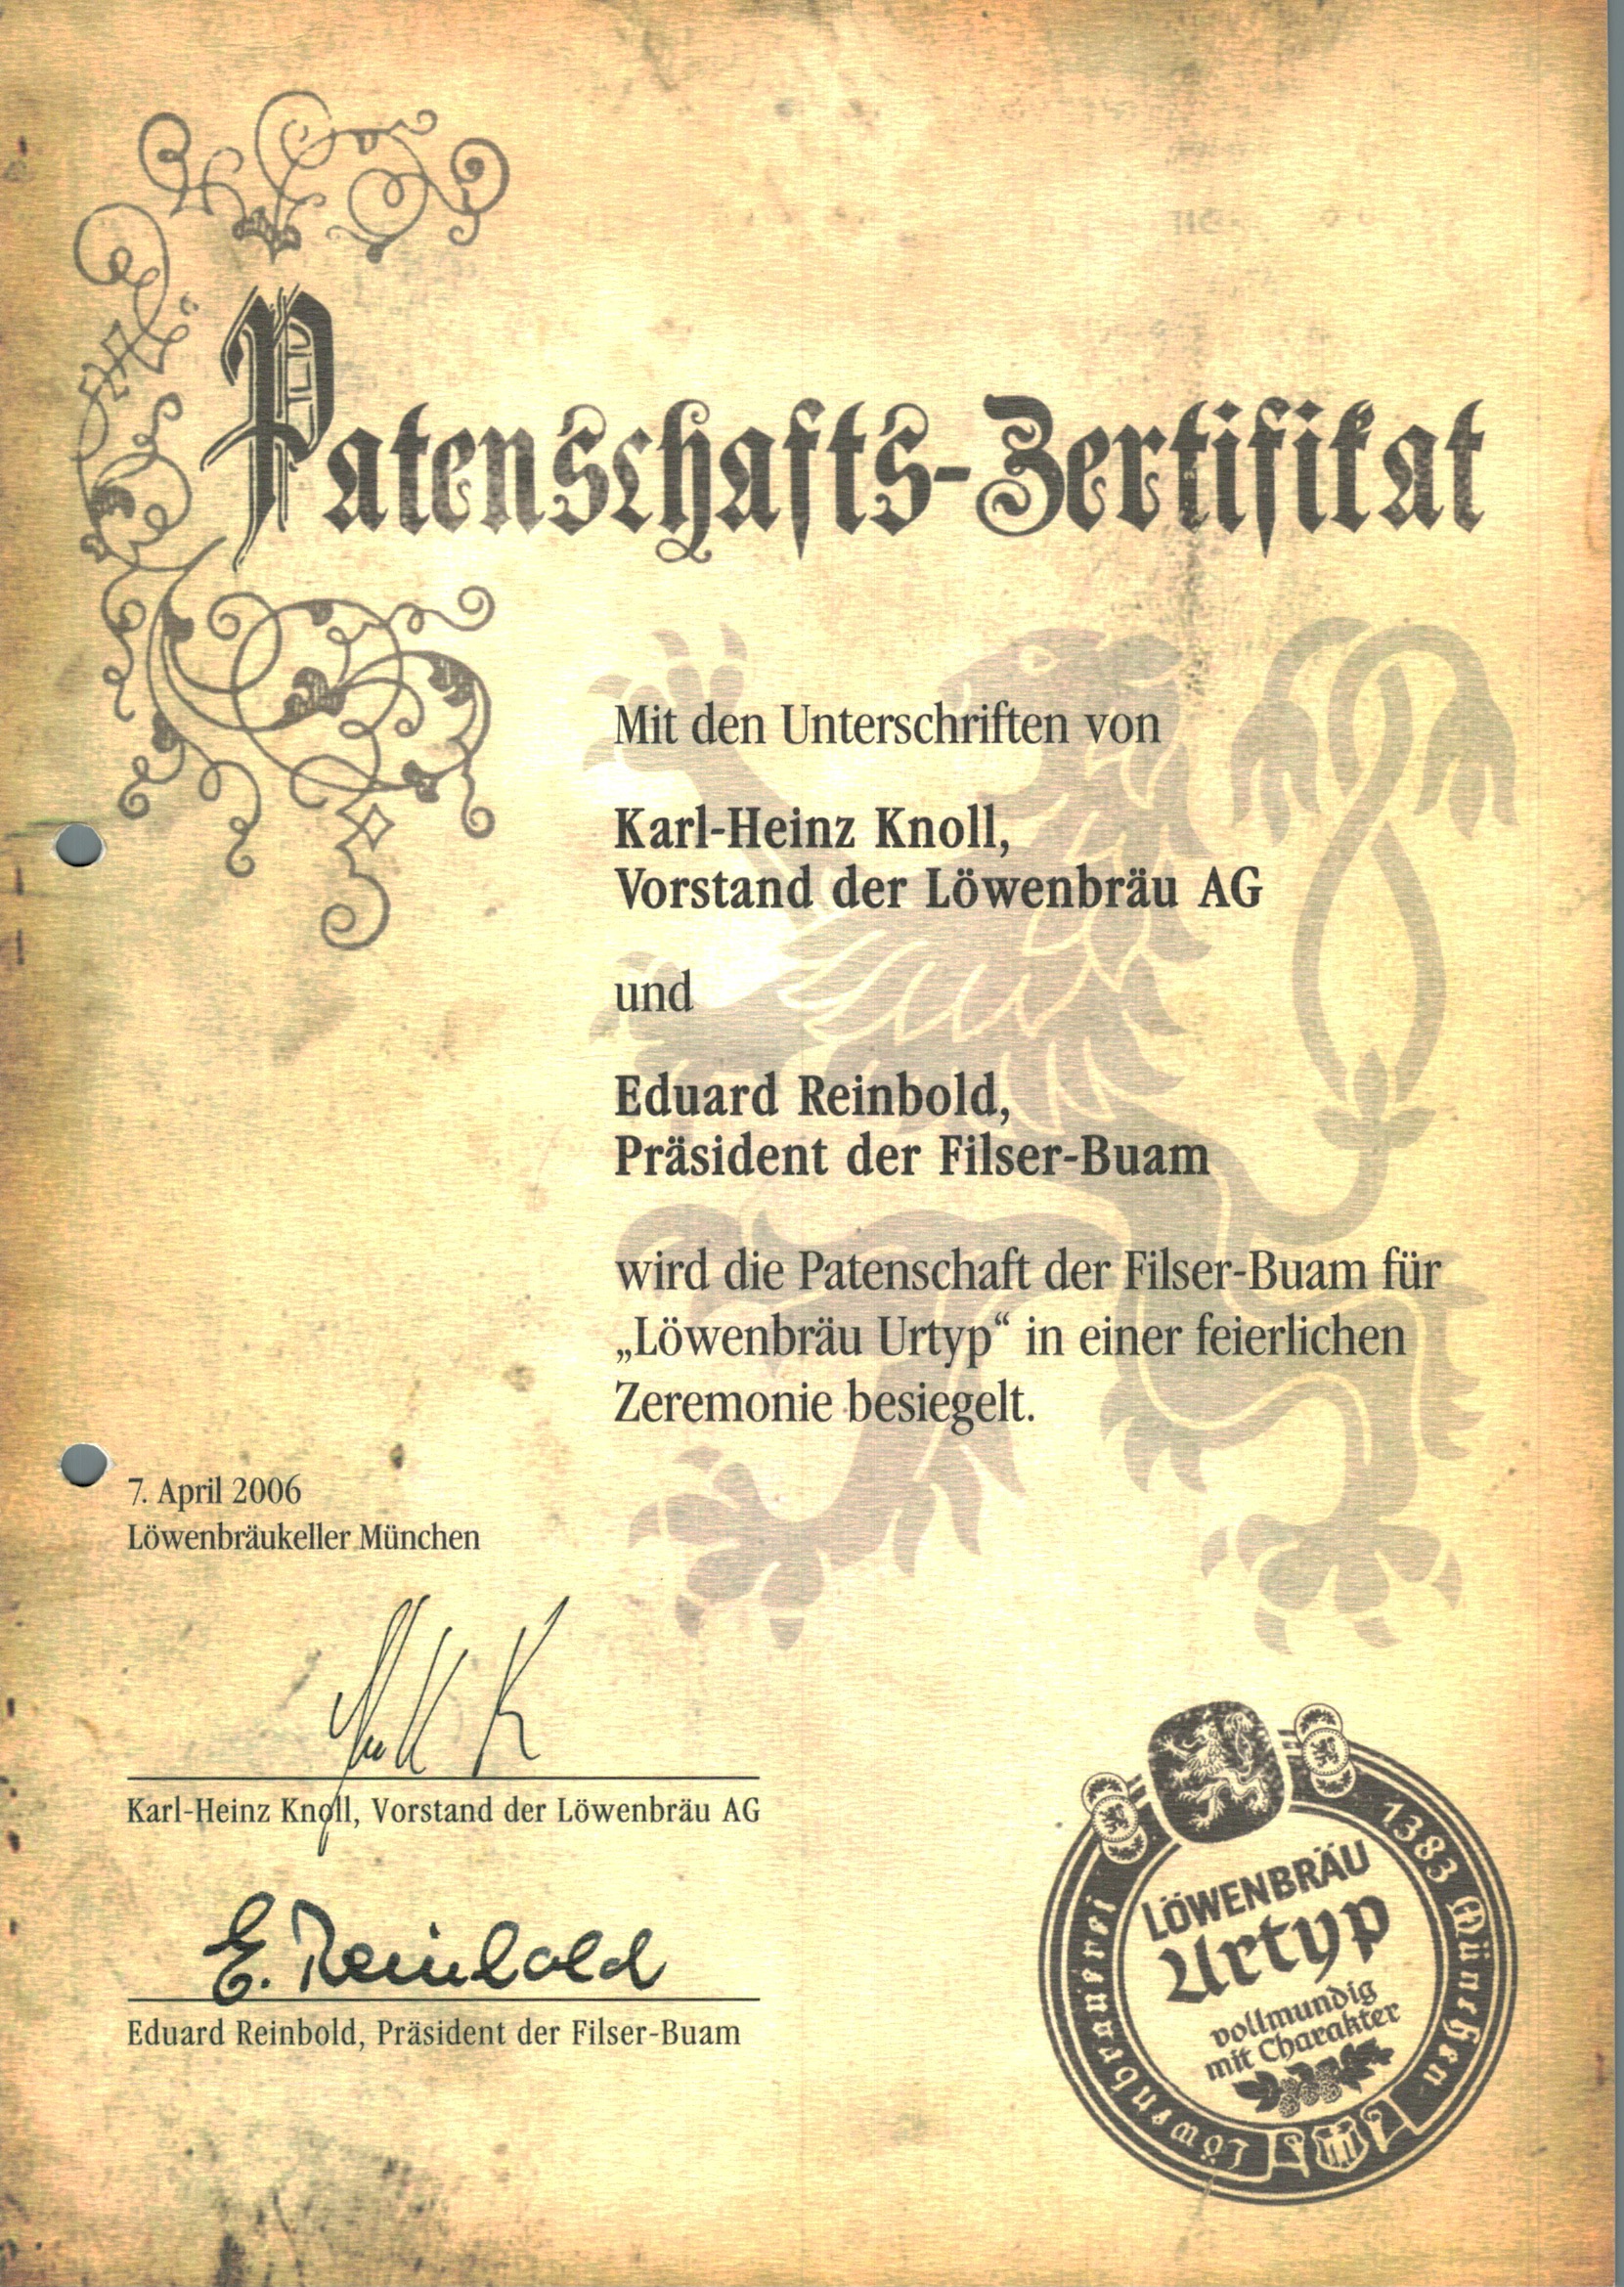 Patenschafts-Zertifikat
Mit den Unterschriften von
Karl-Heinz Knoll,
Vorstand der Löwenbräu AG
und
Eduard Reinbold,
Präsident der Filser-Buam
wird die Patenschaft der Filser-Buam für
„Löwenbräu Urtyp“ in einer feierlichen
Zeremonie besiegelt.
7. April 2006
Löwenbräukeller München
Karl-Heinz Knoll, Vorstand der Löwenbräu AG
E. Reinbold
Eduard Reinbold, Präsident der Filser-Buam
Löwenbrauerei 1383 München
LÖWENBRÄU
Urtyp
vollmundig
mit Charakter